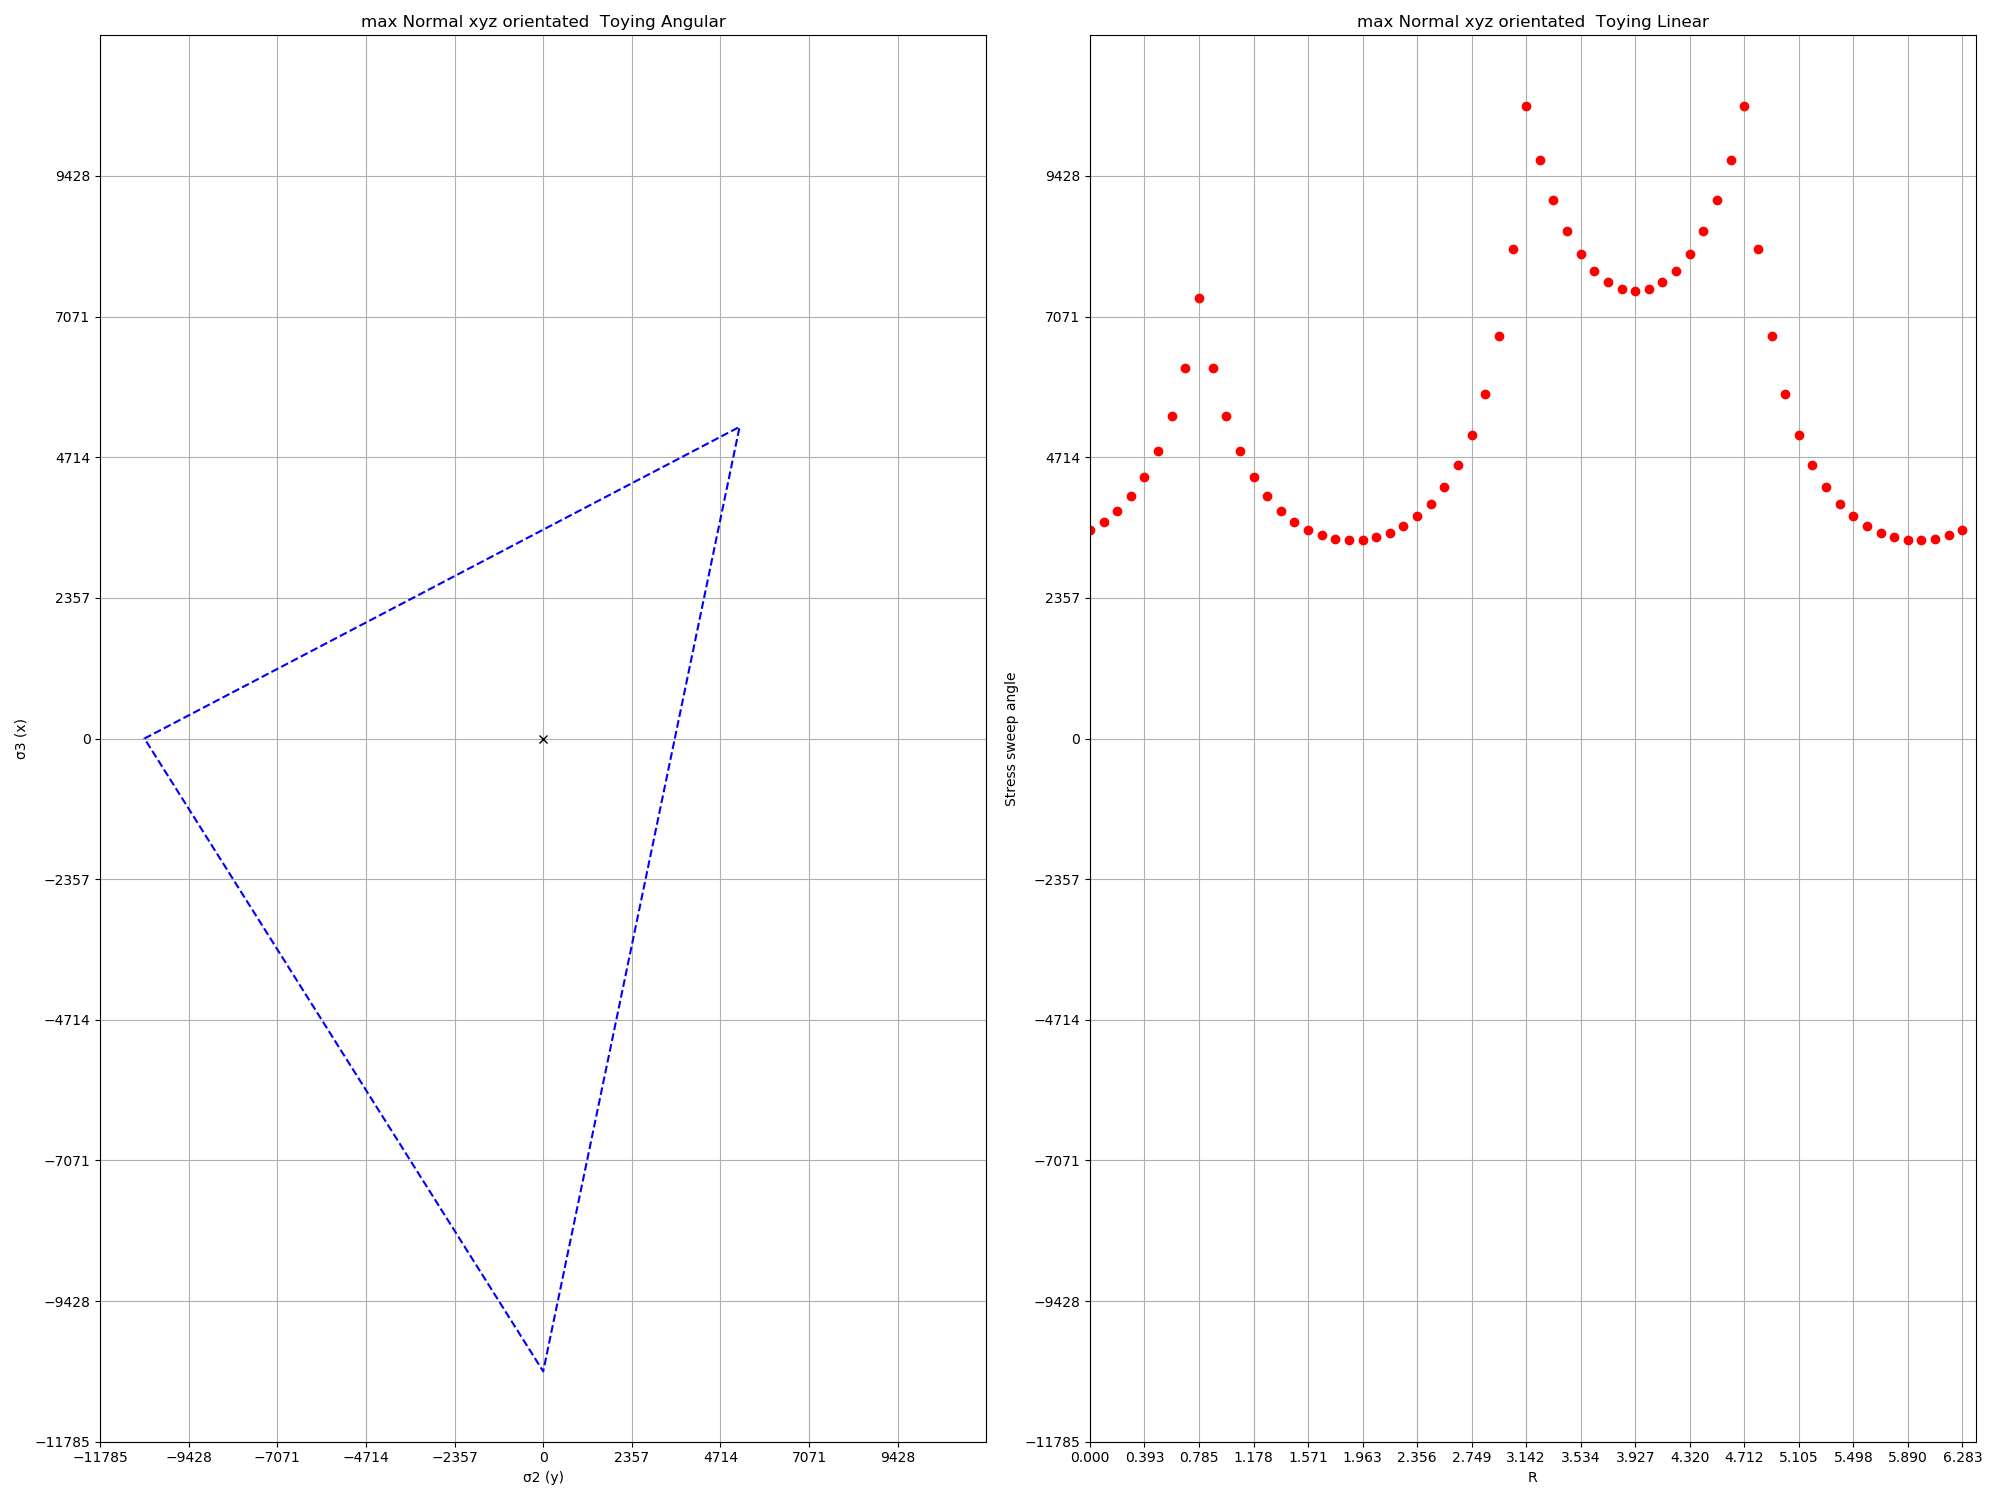 max Normal xyz orientated  Toying Angular
9428
7071
4714
2357
0
−2357
−4714
−7071
−9428
−11785
σ3 (x)
−11785 −9428 −7071 −4714 −2357 0 2357 4714 7071 9428
σ2 (y)
max Normal xyz orientated  Toying Linear
9428
7071
4714
2357
0
−2357
−4714
−7071
−9428
−11785
Stress sweep angle
0.000 0.393 0.785 1.178 1.571 1.963 2.356 2.749 3.142 3.534 3.927 4.320 4.712 5.105 5.498 5.890 6.283
R